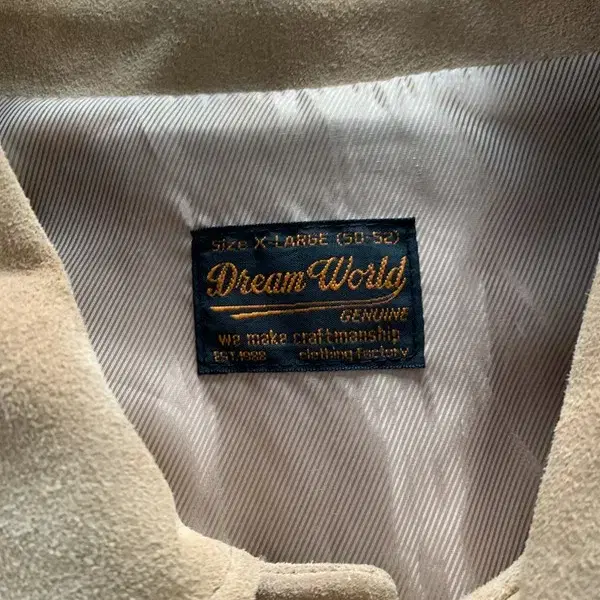 Size X-LARGE (50-52)
Dream World
GENUINE
we make craftmanship
EST.1988 clothing factory